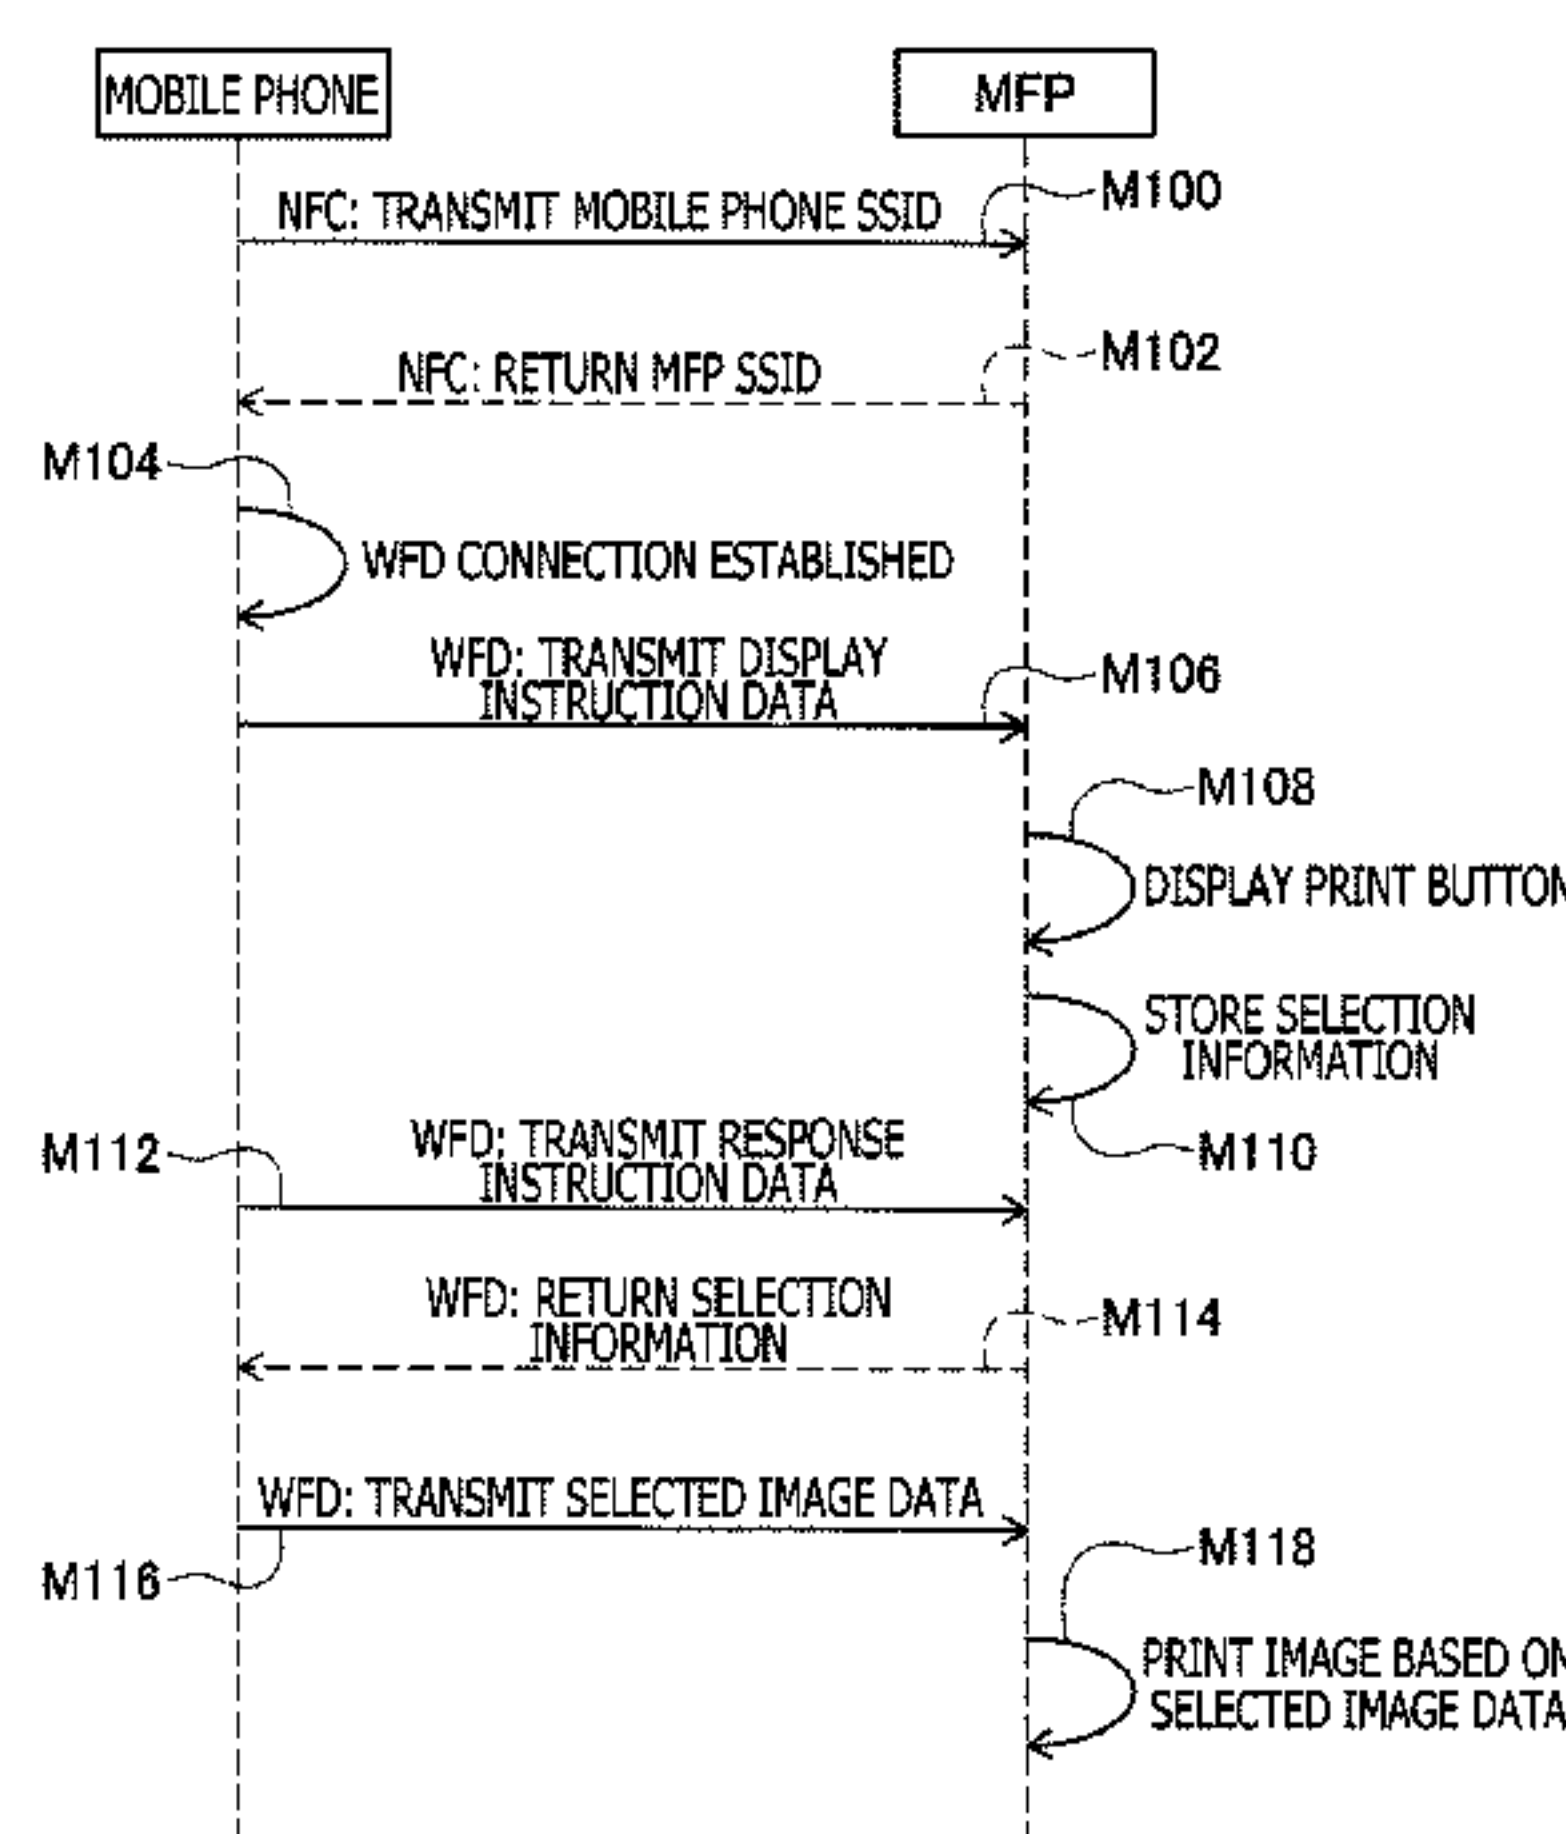 MOBILE PHONE
MFP
NFC: TRANSMIT MOBILE PHONE SSID
M100
NFC: RETURN MFP SSID
M102
M104
WFD CONNECTION ESTABLISHED
WFD: TRANSMIT DISPLAY
INSTRUCTION DATA
M106
M108
DISPLAY PRINT BUTTON
STORE SELECTION
INFORMATION
M110
M112
WFD: TRANSMIT RESPONSE
INSTRUCTION DATA
WFD: RETURN SELECTION
INFORMATION
M114
WFD: TRANSMIT SELECTED IMAGE DATA
M116
M118
PRINT IMAGE BASED ON
SELECTED IMAGE DATA